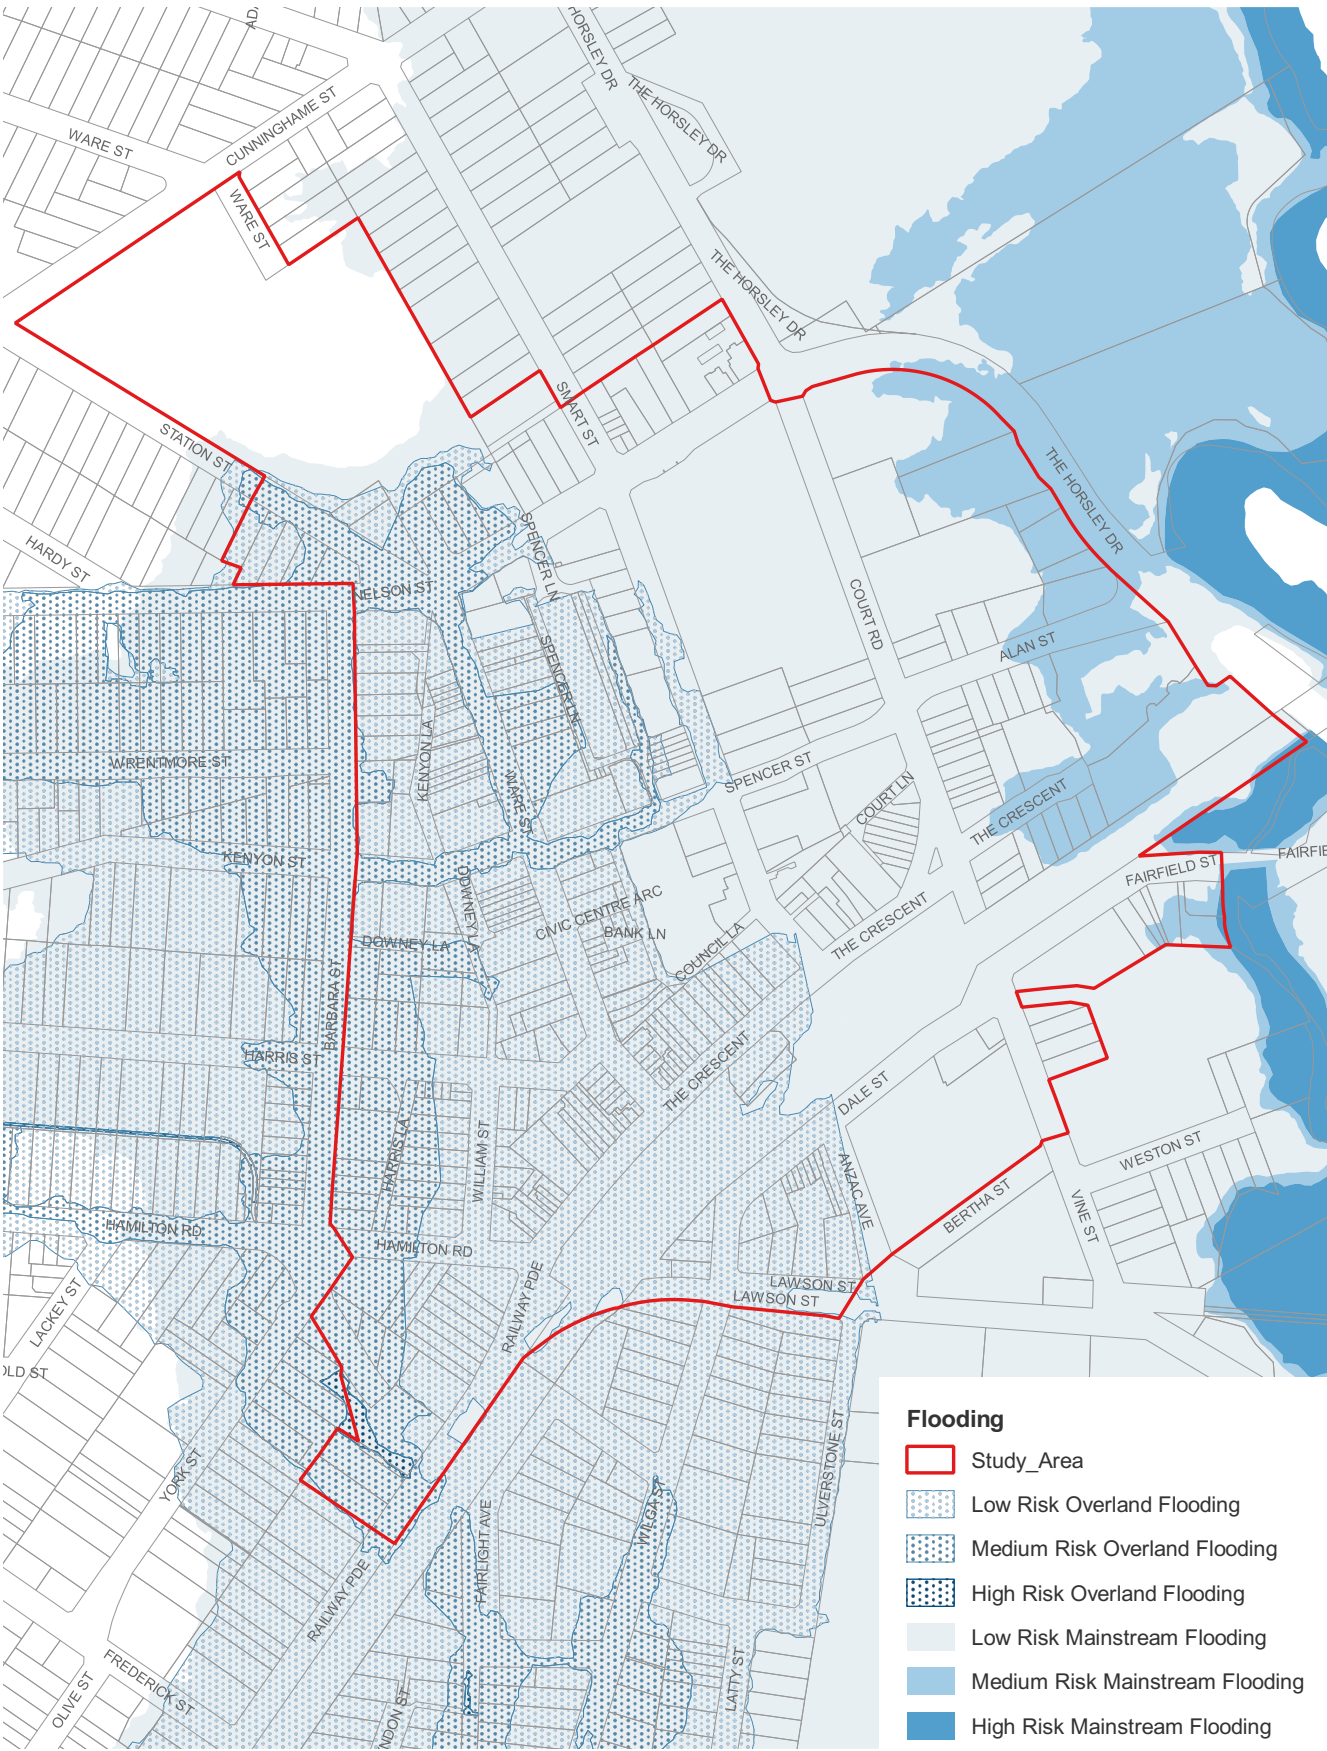 HORSLEY DR
THE HORSLEY DR
WARE ST
CUNNINGHAME ST
WARE ST
THE HORSLEY DR
SMART ST
STATION ST
THE HORSLEY DR
HARDY ST
SPENCER LN
NELSON ST
COURT RD
ALAN ST
SPENCER LN
WRENTMORE ST
KENYON LA
WARE ST
SPENCER ST
COURT LN
THE CRESCENT
KENYON ST
FAIRFIELD ST
FAIRFIE
DOWNEY LA
CIVIC CENTRE ARC
BANK LN
DOWNEY LA
COUNCIL LA
THE CRESCENT
BARBARA ST
HARRIS ST
THE CRESCENT
DALE ST
HARRIS LA
WILLIAM ST
ANZAC AVE
WESTON ST
BERTHA ST
VINE ST
HAMILTON RD
HAMILTON RD
LACKEY ST
RAILWAY PDE
LAWSON ST
LAWSON ST
OLD ST
YORK ST
FAIRLIGHT AVE
WILGA ST
ULVERSTONE ST
RAILWAY PDE
FREDERICK ST
OLIVE ST
NDON ST
LATTY ST
Flooding
Study_Area
Low Risk Overland Flooding
Medium Risk Overland Flooding
High Risk Overland Flooding
Low Risk Mainstream Flooding
Medium Risk Mainstream Flooding
High Risk Mainstream Flooding